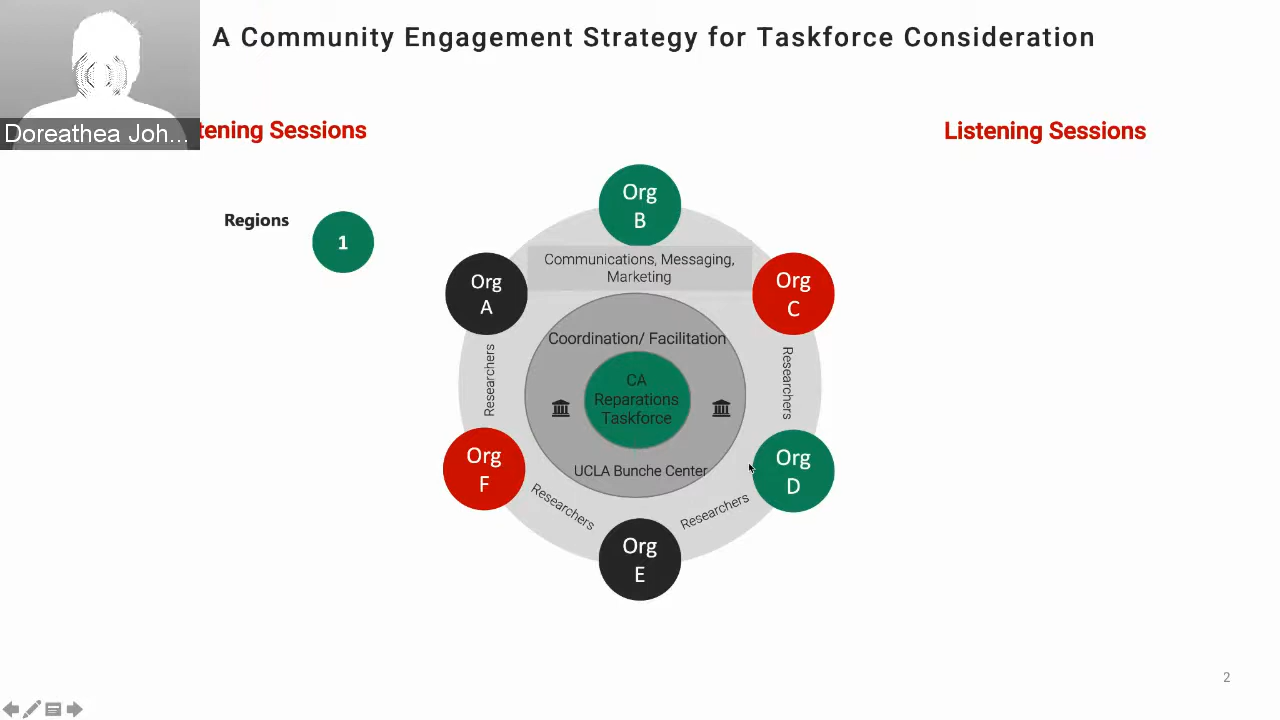 A Community Engagement Strategy for Taskforce Consideration
Doreathea Joh...
tening Sessions
Listening Sessions
Regions
1
Org
B
Communications, Messaging,
Marketing
Org
A
Org
C
Coordination/ Facilitation
Researchers
CA
Reparations
Taskforce
Researchers
Org
F
UCLA Bunche Center
Org
D
Researchers
Researchers
Org
E
2